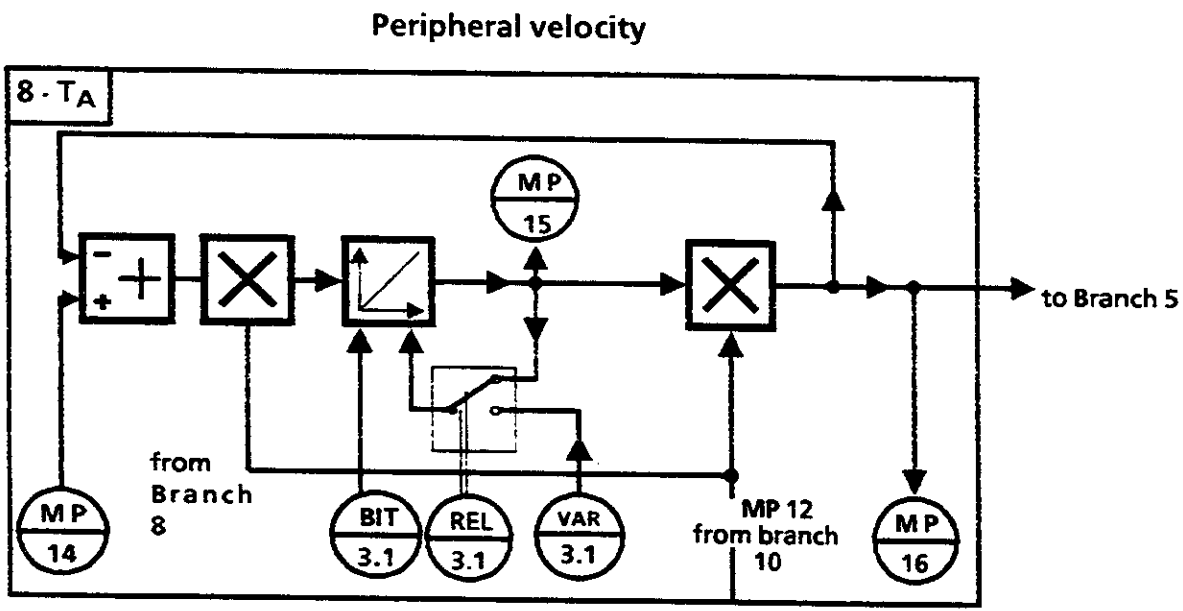 Peripheral velocity
8 - TA
MP
15
-
+
+
to Branch 5
from
Branch
8
MP
14
BIT
3.1
REL
3.1
VAR
3.1
MP 12
from branch
10
MP
16